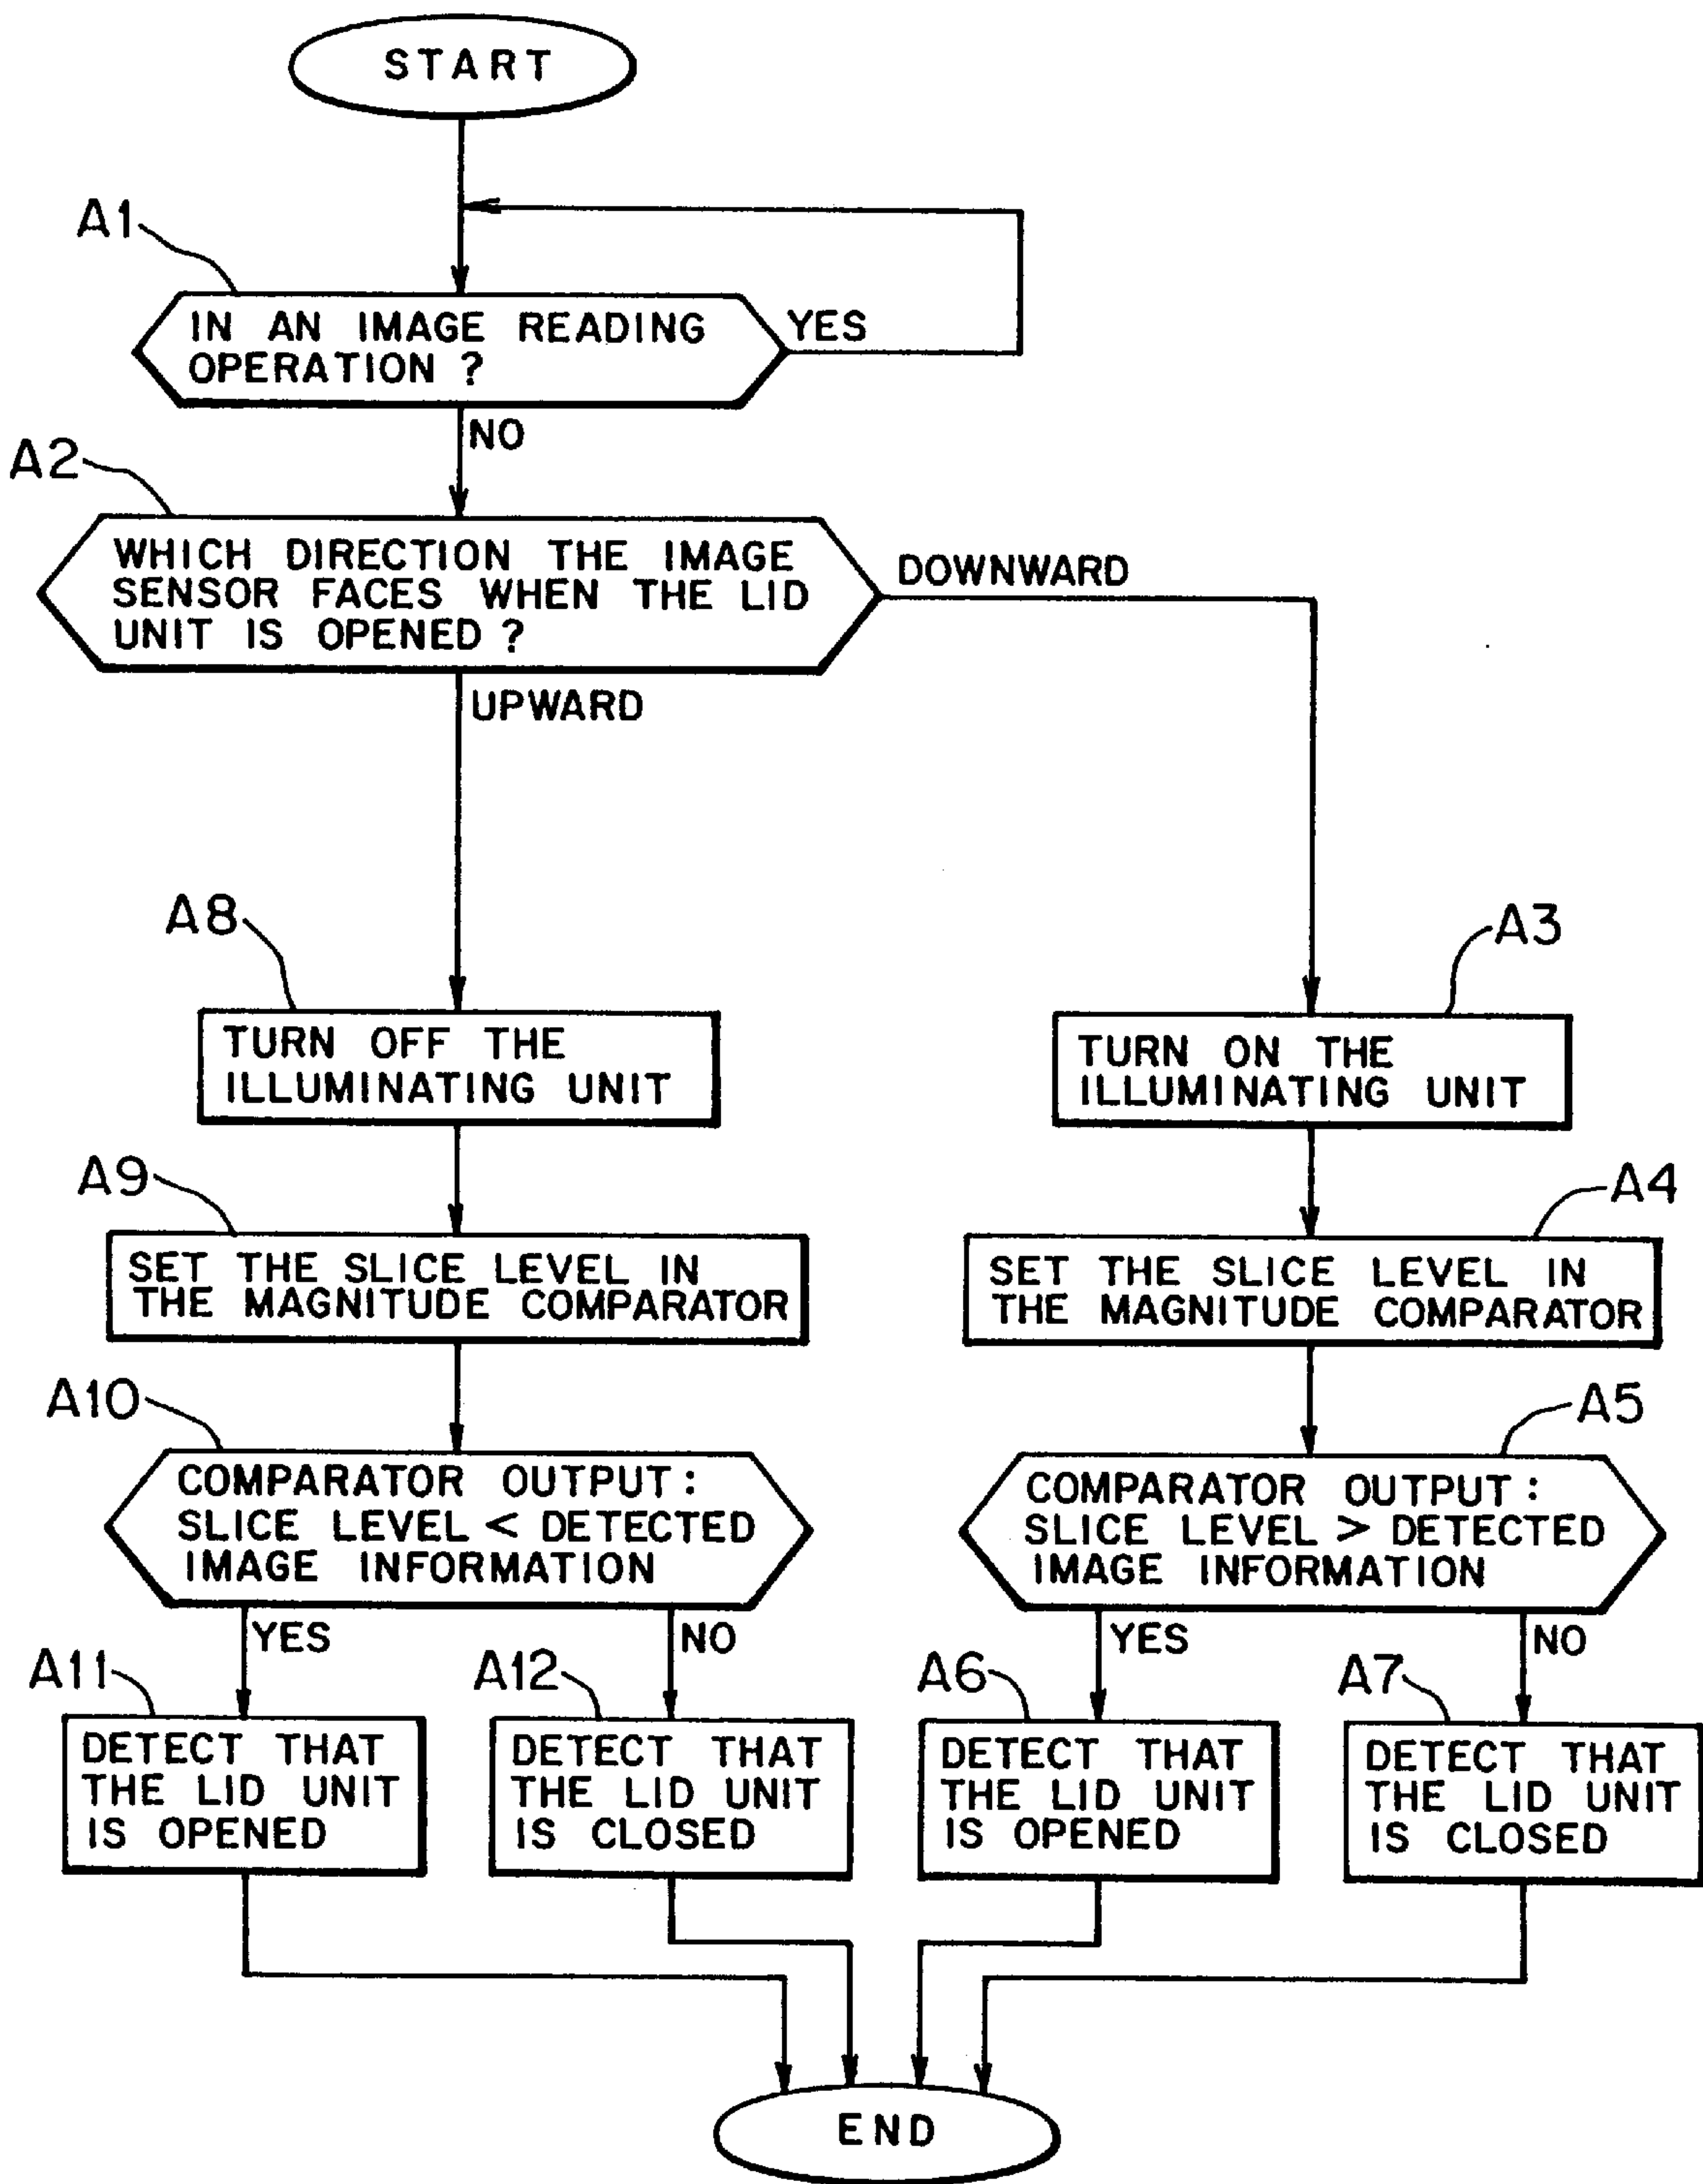 START
A1
IN AN IMAGE READING
OPERATION ?
YES
NO
A2
WHICH DIRECTION THE IMAGE
SENSOR FACES WHEN THE LID
UNIT IS OPENED ?
DOWNWARD
UPWARD
A8
TURN OFF THE
ILLUMINATING UNIT
A3
TURN ON THE
ILLUMINATING UNIT
A9
SET THE SLICE LEVEL IN
THE MAGNITUDE COMPARATOR
A4
SET THE SLICE LEVEL IN
THE MAGNITUDE COMPARATOR
A10
COMPARATOR OUTPUT :
SLICE LEVEL < DETECTED
IMAGE INFORMATION
YES
NO
A5
COMPARATOR OUTPUT :
SLICE LEVEL > DETECTED
IMAGE INFORMATION
YES
NO
A11
DETECT THAT
THE LID UNIT
IS OPENED
A12
DETECT THAT
THE LID UNIT
IS CLOSED
A6
DETECT THAT
THE LID UNIT
IS OPENED
A7
DETECT THAT
THE LID UNIT
IS CLOSED
END